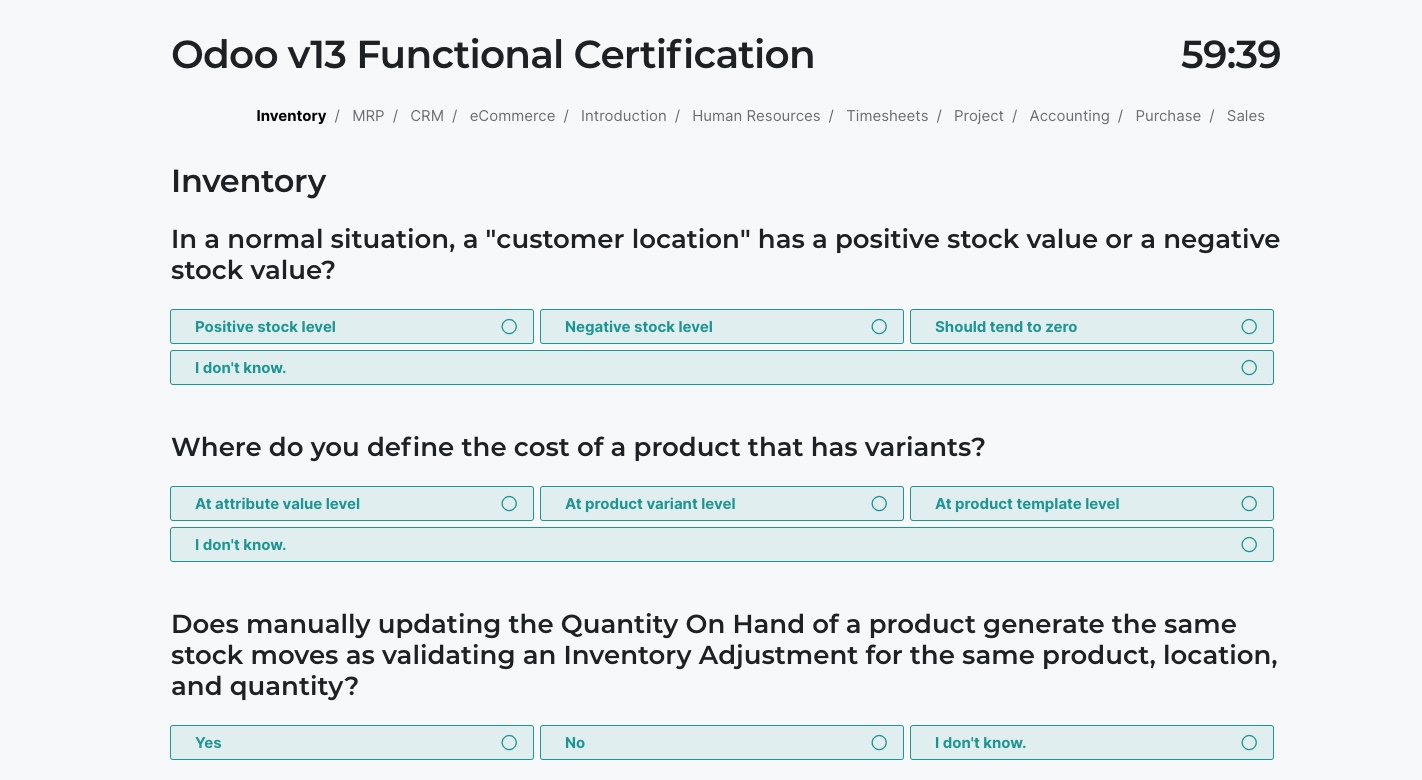 Odoo v13 Functional Certification 59:39
Inventory / MRP / CRM / eCommerce / Introduction / Human Resources / Timesheets / Project / Accounting / Purchase / Sales
Inventory
In a normal situation, a "customer location" has a positive stock value or a negative
stock value?
Positive stock level Negative stock level Should tend to zero
I don't know.
Where do you define the cost of a product that has variants?
At attribute value level At product variant level At product template level
I don't know.
Does manually updating the Quantity On Hand of a product generate the same
stock moves as validating an Inventory Adjustment for the same product, location,
and quantity?
Yes No I don't know.